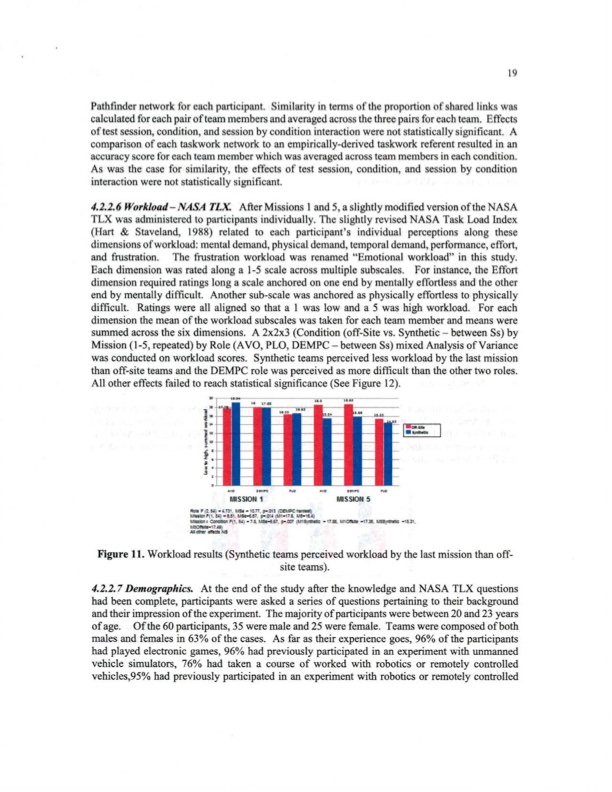 19
Pathfinder network for each participant. Similarity in terms of the proportion of shared links was
calculated for each pair of team members and averaged across the three pairs for each team. Effects
of test session, condition, and session by condition interaction were not statistically significant. A
comparison of each taskwork network to an empirically-derived taskwork referent resulted in an
accuracy score for each team member which was averaged across team members in each condition.
As was the case for similarity, the effects of test session, condition, and session by condition
interaction were not statistically significant.
4.2.2.6 Workload – NASA TLX. After Missions 1 and 5, a slightly modified version of the NASA
TLX was administered to participants individually. The slightly revised NASA Task Load Index
(Hart & Staveland, 1988) related to each participant's individual perceptions along these
dimensions of workload: mental demand, physical demand, temporal demand, performance, effort,
and frustration. The frustration workload was renamed “Emotional workload” in this study.
Each dimension was rated along a 1-5 scale across multiple subscales. For instance, the Effort
dimension required ratings long a scale anchored on one end by mentally effortless and the other
end by mentally difficult. Another sub-scale was anchored as physically effortless to physically
difficult. Ratings were all aligned so that a 1 was low and a 5 was high workload. For each
dimension the mean of the workload subscales was taken for each team member and means were
summed across the six dimensions. A 2x2x3 (Condition (off-Site vs. Synthetic – between Ss) by
Mission (1-5, repeated) by Role (AVO, PLO, DEMPC – between Ss) mixed Analysis of Variance
was conducted on workload scores. Synthetic teams perceived less workload by the last mission
than off-site teams and the DEMPC role was perceived as more difficult than the other two roles.
All other effects failed to reach statistical significance (See Figure 12).
Off-Site
Synthetic
AVO DEMPC PLO AVO DEMPC PLO
MISSION 1 MISSION 5
All other effects NS
Figure 11. Workload results (Synthetic teams perceived workload by the last mission than off-
site teams).
4.2.2.7 Demographics. At the end of the study after the knowledge and NASA TLX questions
had been complete, participants were asked a series of questions pertaining to their background
and their impression of the experiment. The majority of participants were between 20 and 23 years
of age. Of the 60 participants, 35 were male and 25 were female. Teams were composed of both
males and females in 63% of the cases. As far as their experience goes, 96% of the participants
had played electronic games, 96% had previously participated in an experiment with unmanned
vehicle simulators, 76% had taken a course of worked with robotics or remotely controlled
vehicles,95% had previously participated in an experiment with robotics or remotely controlled